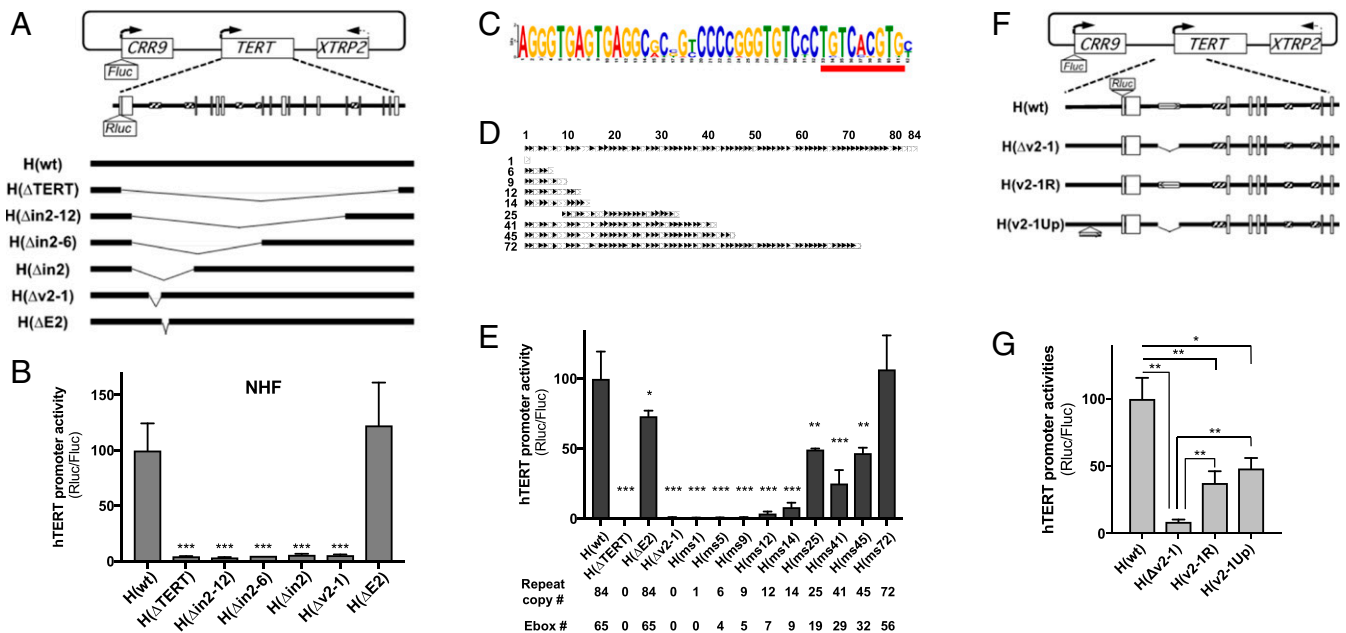 A
CRR9
TERT
XTRP2
Fluc
Rluc
H(wt)
H(ΔTERT)
H(Δin2-12)
H(Δin2-6)
H(Δin2)
H(Δv2-1)
H(ΔE2)
B
NHF
hTERT promoter activity
(Rluc/Fluc)
150
100
50
0
***
***
***
***
***
H(wt)
H(ΔTERT)
H(Δin2-12)
H(Δin2-6)
H(Δin2)
H(Δv2-1)
H(ΔE2)
C
D
1 10 20 30 40 50 60 70 80 84
1
6
9
12
14
25
41
45
72
E
hTERT promoter activity
(Rluc/Fluc)
100
50
0
***
*
***
***
***
***
***
***
**
***
**
H(wt)
H(ΔTERT)
H(ΔE2)
H(Δv2-1)
H(ms1)
H(ms5)
H(ms9)
H(ms12)
H(ms14)
H(ms25)
H(ms41)
H(ms45)
H(ms72)
Repeat
copy #
84 0 84 0 1 6 9 12 14 25 41 45 72
Ebox # 65 0 65 0 0 4 5 7 9 19 29 32 56
F
CRR9
TERT
XTRP2
Fluc
Rluc
H(wt)
H(Δv2-1)
H(v2-1R)
H(v2-1Up)
G
hTERT promoter activities
(Rluc/Fluc)
100
50
0
*
**
**
**
**
H(wt)
H(Δv2-1)
H(v2-1R)
H(v2-1Up)